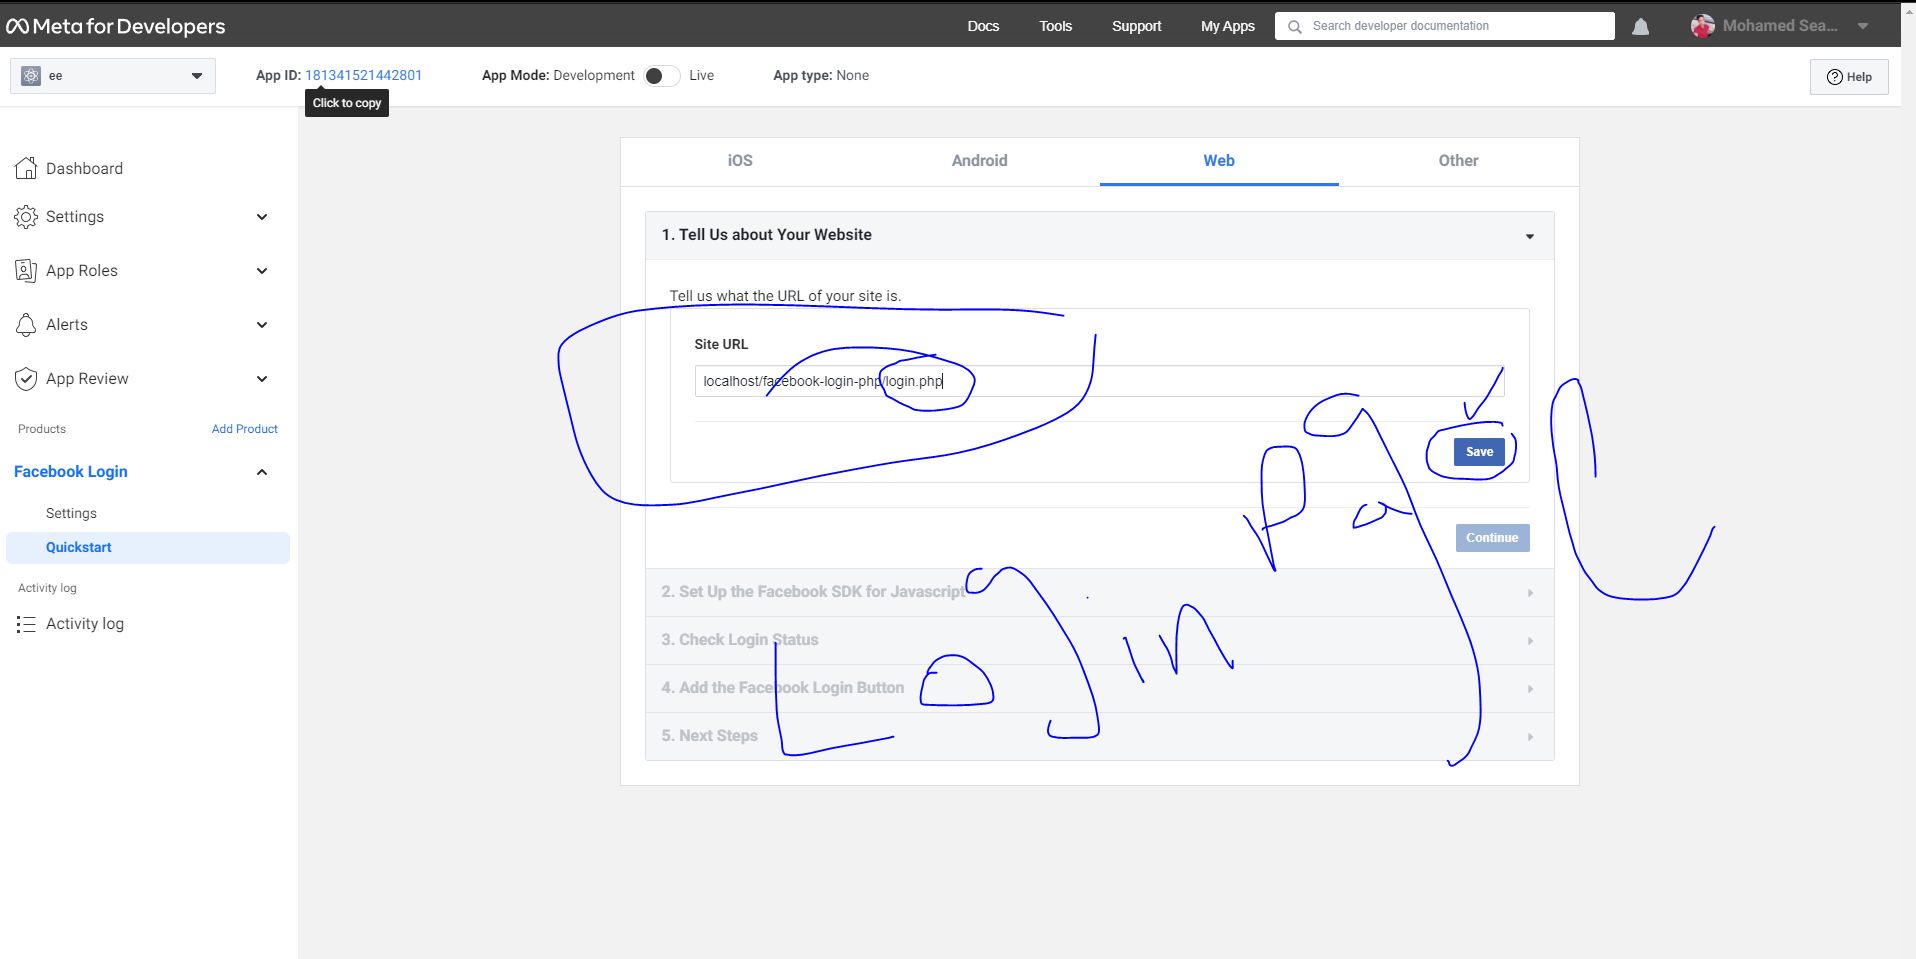 Meta for Developers
Docs Tools Support My Apps Search developer documentation Mohamed Sea...
ee App ID: 181341521442801 App Mode: Development Live App type: None Help
Click to copy
Dashboard
Settings
App Roles
Alerts
App Review
Products Add Product
Facebook Login
Settings
Quickstart
Activity log
Activity log
iOS Android Web Other
1. Tell Us about Your Website
Tell us what the URL of your site is.
Site URL
localhost/facebook-login-php/login.php
Save
Continue
2. Set Up the Facebook SDK for Javascript
3. Check Login Status
4. Add the Facebook Login Button
5. Next Steps
Login page